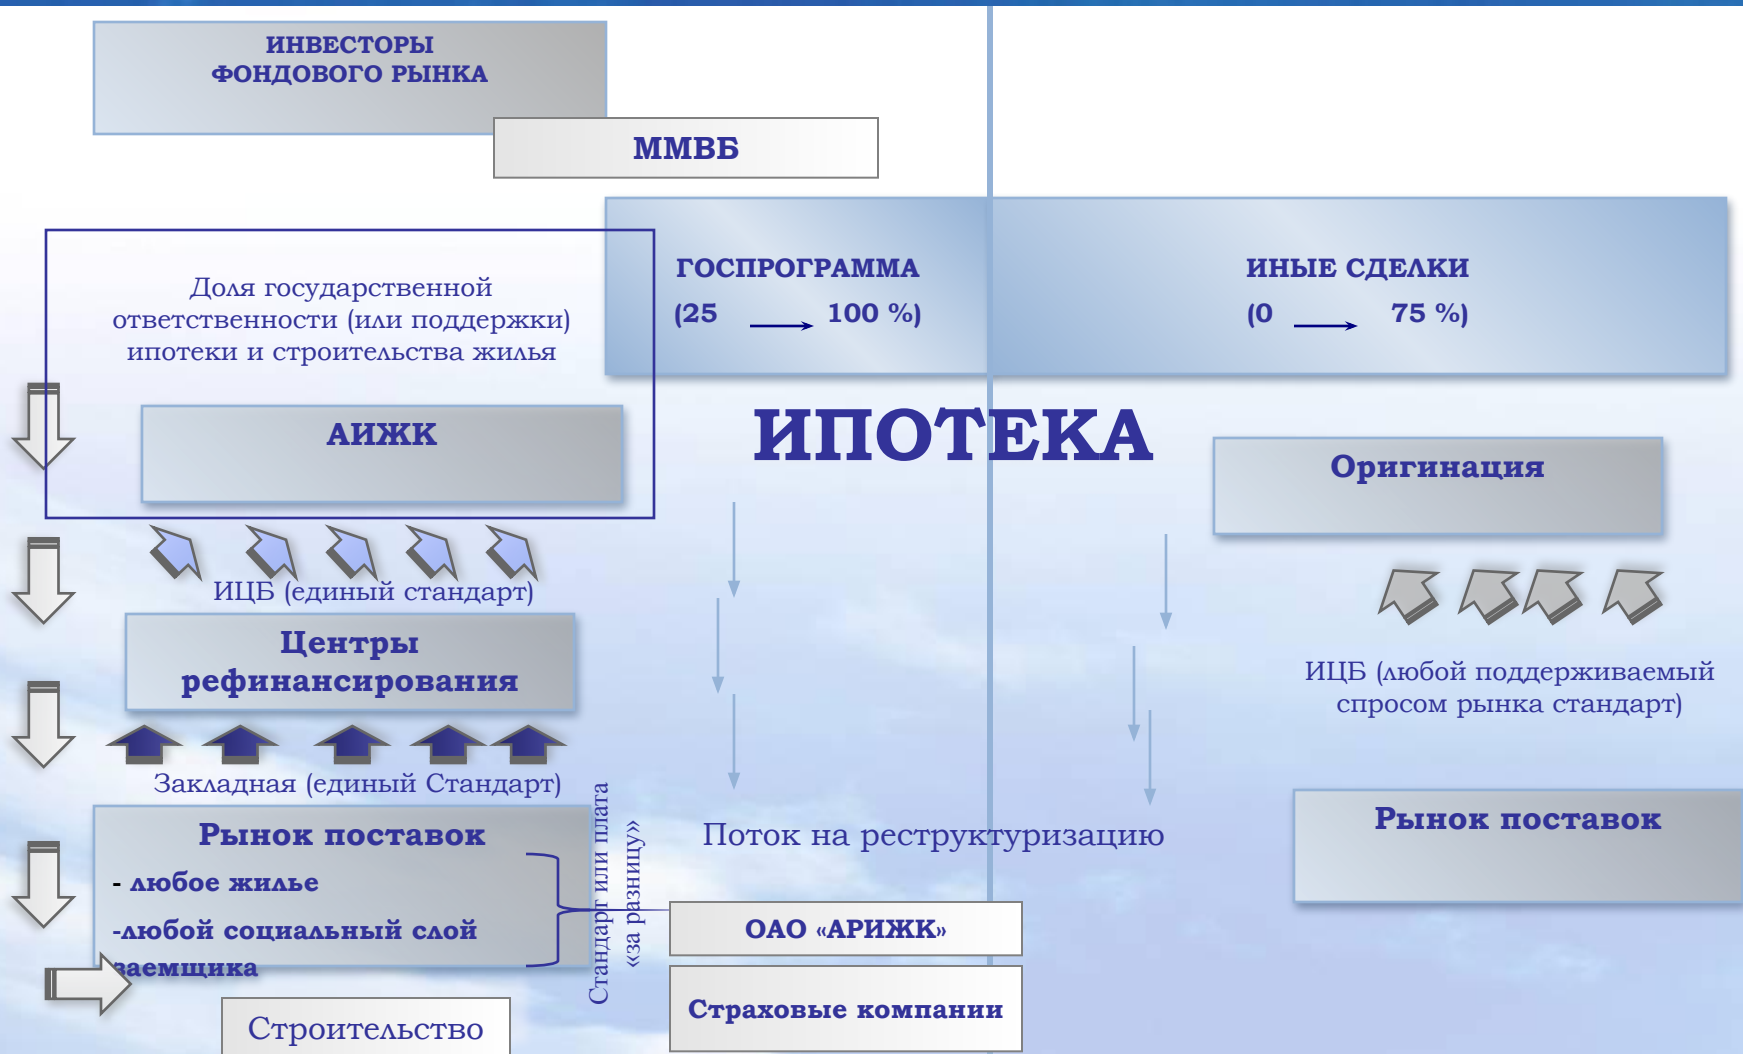 ИНВЕСТОРЫ
ФОНДОВОГО РЫНКА
ММВБ
ГОСПРОГРАММА
(25 100 %)
ИНЫЕ СДЕЛКИ
(0 75 %)
Доля государственной
ответственности (или поддержки)
ипотеки и строительства жилья
АИЖК
ИПОТЕКА
Оригинация
ИЦБ (единый стандарт)
Центры
рефинансирования
ИЦБ (любой поддерживаемый
спросом рынка стандарт)
Закладная (единый Стандарт)
Рынок поставок
- любое жилье
-любой социальный слой
заемщика
Стандарт или плата
«за разницу»
Поток на реструктуризацию
Рынок поставок
ОАО «АРИЖК»
Страховые компании
Строительство